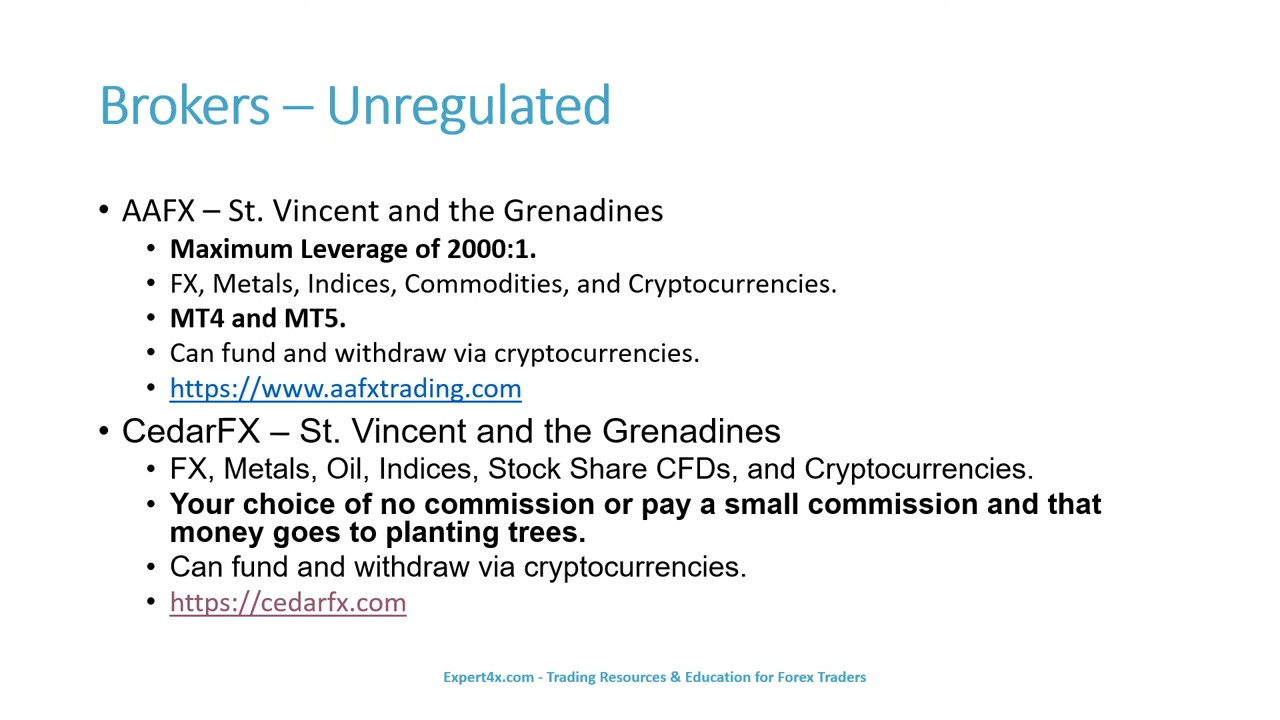 Brokers – Unregulated
• AAFX – St. Vincent and the Grenadines
• Maximum Leverage of 2000:1.
• FX, Metals, Indices, Commodities, and Cryptocurrencies.
• MT4 and MT5.
• Can fund and withdraw via cryptocurrencies.
• https://www.aafxtrading.com
• CedarFX – St. Vincent and the Grenadines
• FX, Metals, Oil, Indices, Stock Share CFDs, and Cryptocurrencies.
• Your choice of no commission or pay a small commission and that
money goes to planting trees.
• Can fund and withdraw via cryptocurrencies.
• https://cedarfx.com
Expert4x.com - Trading Resources & Education for Forex Traders